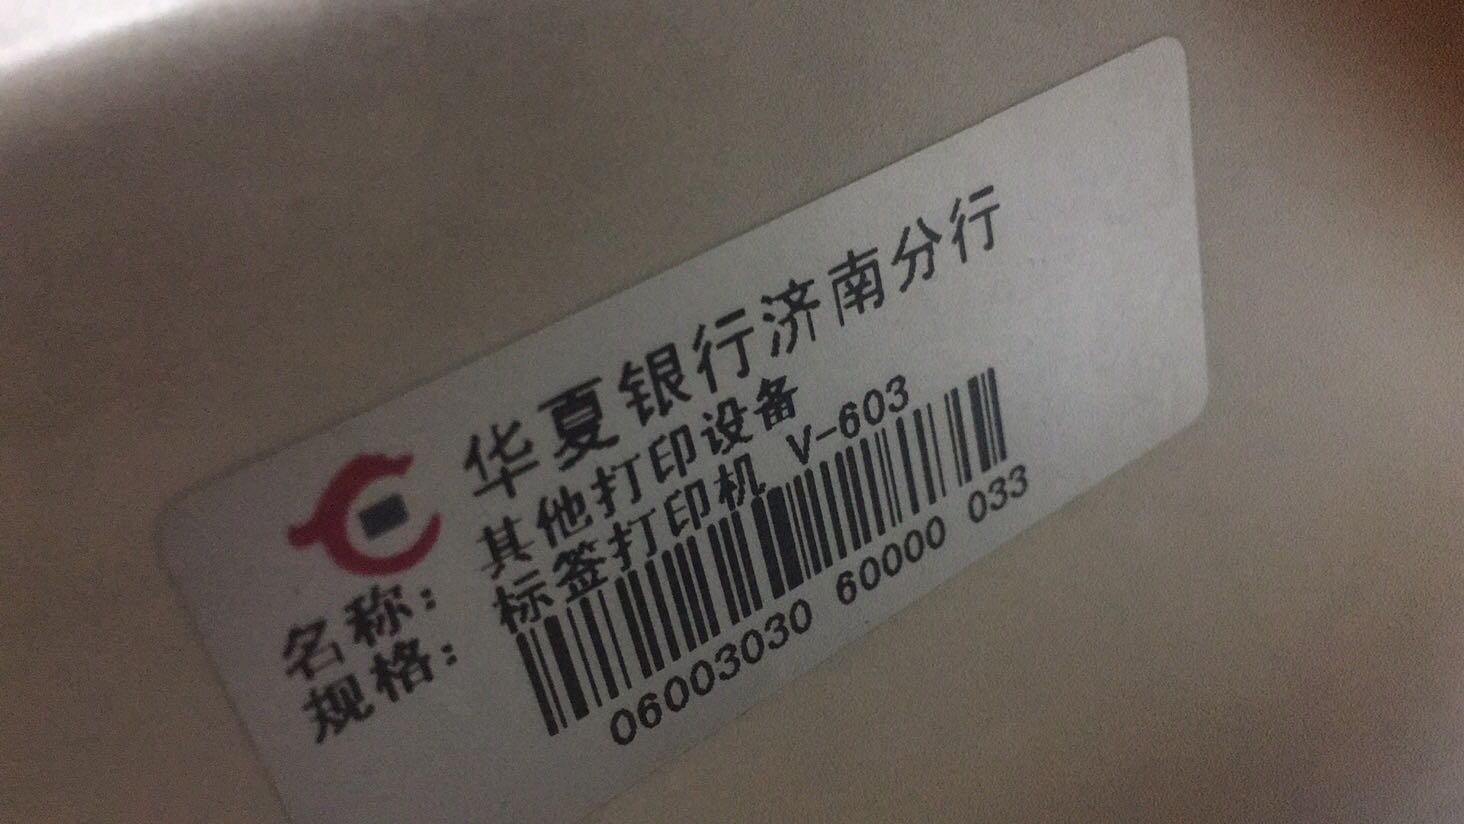 华夏银行济南分行
名称： 其他打印设备
规格： 标签打印机 V-603
06003030 60000 033